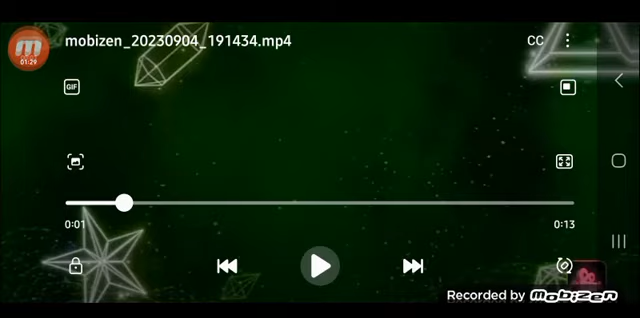 mobizen_20230904_191434.mp4
CC
01:29
GIF
0:01
0:13
Recorded by Mobizen